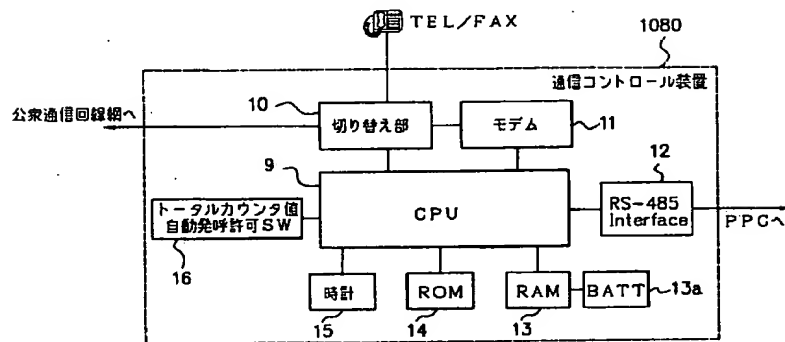 TEL/FAX
1080
通信コントロール装置
公衆通信回線網へ
10
切り替え部
モデム
11
9
12
CPU
RS-485
Interface
PPCへ
トータルカウンタ値
自動発呼許可SW
16
時計
ROM
RAM
BATT
13a
15
14
13